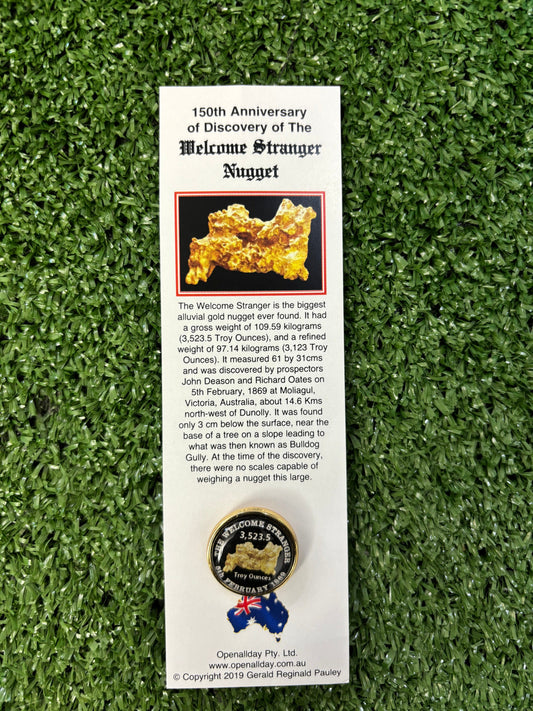 150th Anniversary
of Discovery of The
Welcome Stranger
Nugget
The Welcome Stranger is the biggest
alluvial gold nugget ever found. It had
a gross weight of 109.59 kilograms
(3,523.5 Troy Ounces), and a refined
weight of 97.14 kilograms (3,123 Troy
Ounces). It measured 61 by 31cms
and was discovered by prospectors
John Deason and Richard Oates on
5th February, 1869 at Moliagul,
Victoria, Australia, about 14.6 Kms
north-west of Dunolly. It was found
only 3 cm below the surface, near the
base of a tree on a slope leading to
what was then known as Bulldog
Gully. At the time of the discovery,
there were no scales capable of
weighing a nugget this large.
THE WELCOME STRANGER
3,523.5
Troy Ounces
5th FEBRUARY 1869
Openallday Pty. Ltd.
www.openallday.com.au
© Copyright 2019 Gerald Reginald Pauley